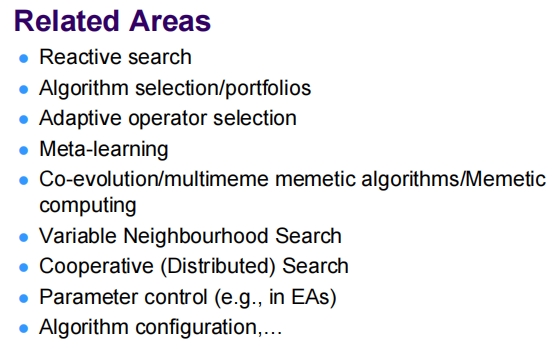 Related Areas
Reactive search
Algorithm selection/portfolios
Adaptive operator selection
Meta-learning
Co-evolution/multimeme memetic algorithms/Memetic
computing
Variable Neighbourhood Search
Cooperative (Distributed) Search
Parameter control (e.g., in EAs)
Algorithm configuration,…